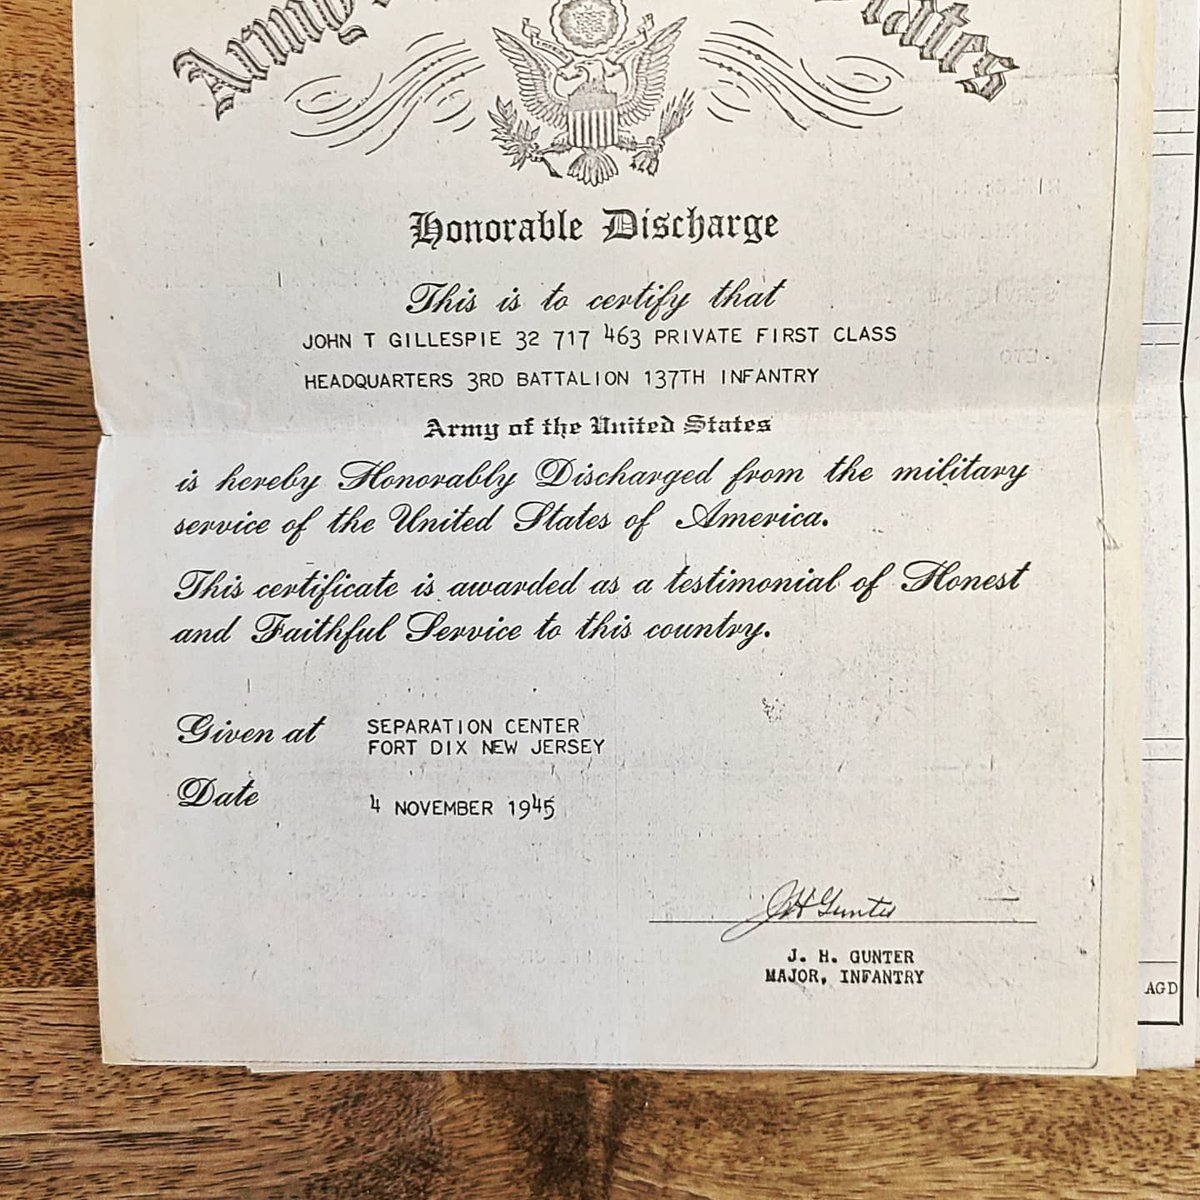 Army
States
Honorable Discharge
This is to certify that
JOHN T GILLESPIE 32 717 463 PRIVATE FIRST CLASS
HEADQUARTERS 3RD BATTALION 137TH INFANTRY
Army of the United States
is hereby Honorably Discharged from the military
service of the United States of America.
This certificate is awarded as a testimonial of Honest
and Faithful Service to this country.
Given at SEPARATION CENTER
FORT DIX NEW JERSEY
Date 4 NOVEMBER 1945
J H Gunter
J. H. GUNTER
MAJOR, INFANTRY
AGD